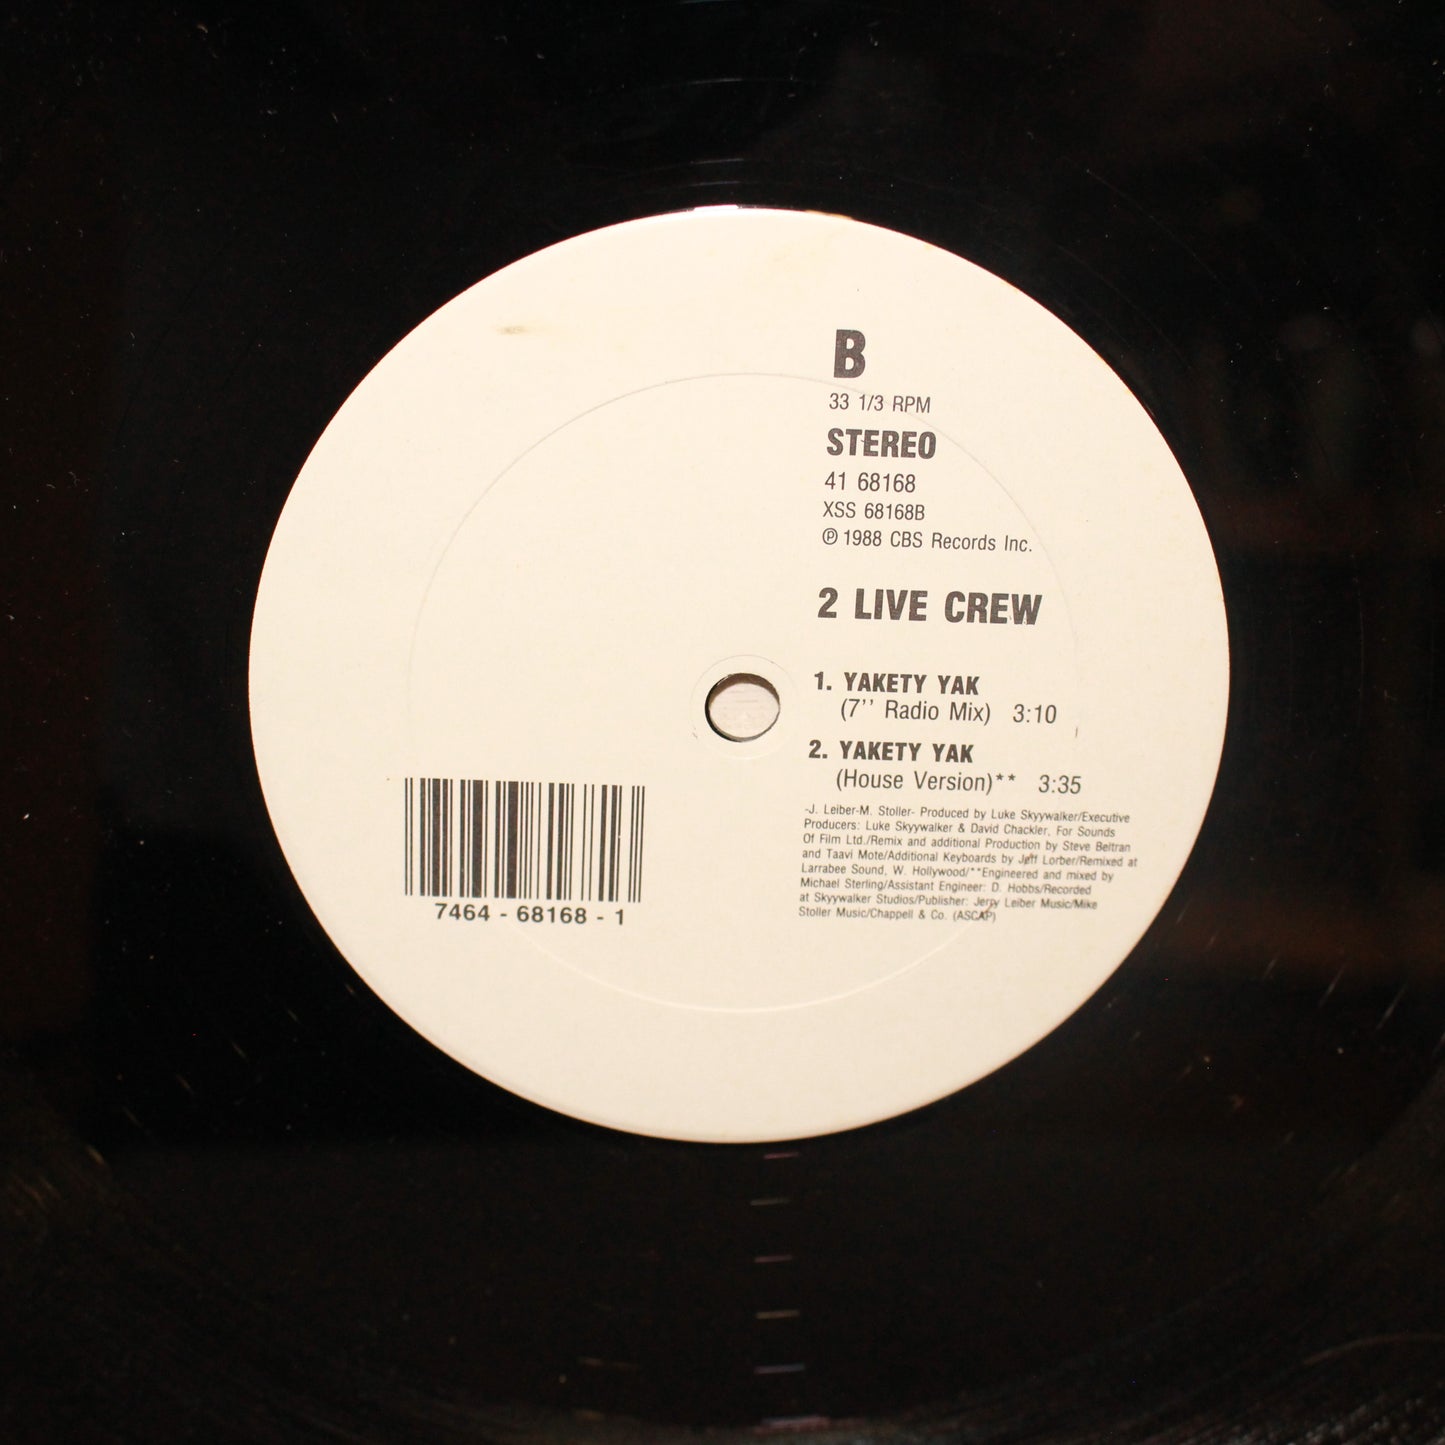 B
33 1/3 RPM
STEREO
41 68168
XSS 68168B
℗ 1988 CBS Records Inc.
2 LIVE CREW
1. YAKETY YAK
(7'' Radio Mix) 3:10
2. YAKETY YAK
(House Version)** 3:35
-J. Leiber-M. Stoller- Produced by Luke Skyywalker/Executive
Producers: Luke Skyywalker & David Chackler, For Sounds
Of Film Ltd./Remix and additional Production by Steve Beltran
and Taavi Mote/Additional Keyboards by Jeff Lorber/Remixed at
Larrabee Sound, W. Hollywood/**Engineered and mixed by
Michael Sterling/Assistant Engineer: D. Hobbs/Recorded
at Skyywalker Studios/Publisher: Jerry Leiber Music/Mike
Stoller Music/Chappell & Co. (ASCAP)
7464 - 68168 - 1